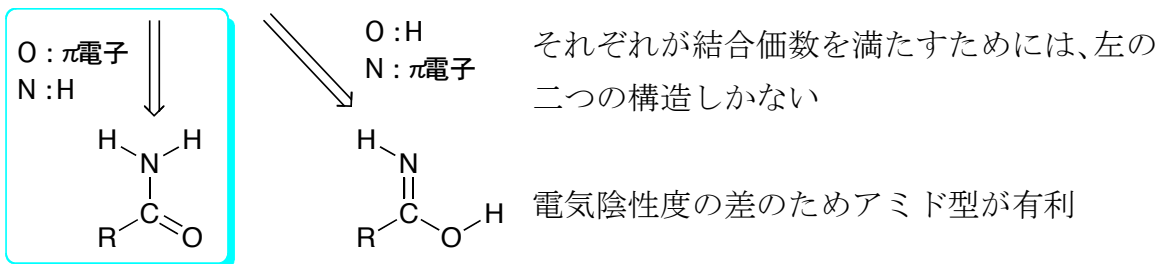 O : π電子
N : H
O : H
N : π電子
それぞれが結合価数を満たすためには、左の
二つの構造しかない
H H
N
C
R O
H
N
C H
R O
電気陰性度の差のためアミド型が有利